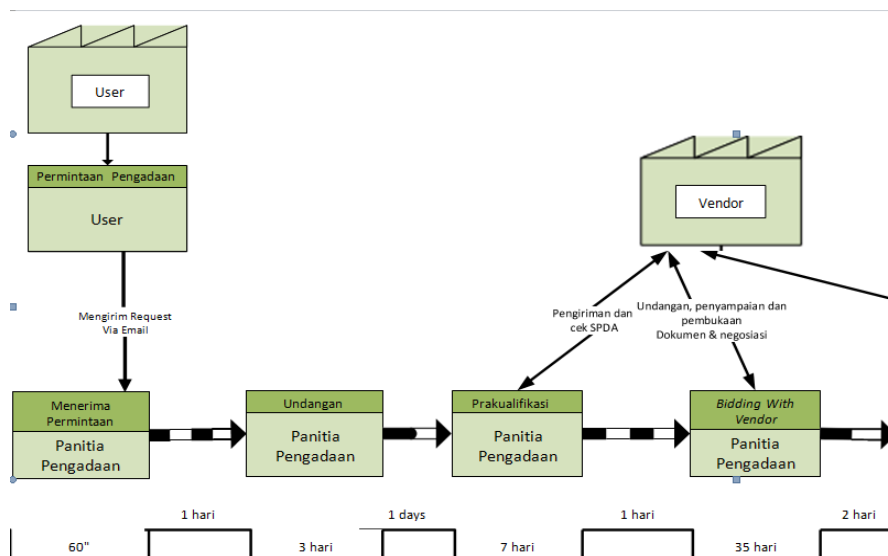 User
Permintaan Pengadaan
User
Vendor
Mengirim Request
Via Email
Pengiriman dan
cek SPDA
Undangan, penyampaian dan
pembukaan
Dokumen & negosiasi
Menerima
Permintaan
Panitia
Pengadaan
Undangan
Panitia
Pengadaan
Prakualifikasi
Panitia
Pengadaan
Bidding With
Vendor
Panitia
Pengadaan
1 hari
1 days
1 hari
2 hari
60"
3 hari
7 hari
35 hari